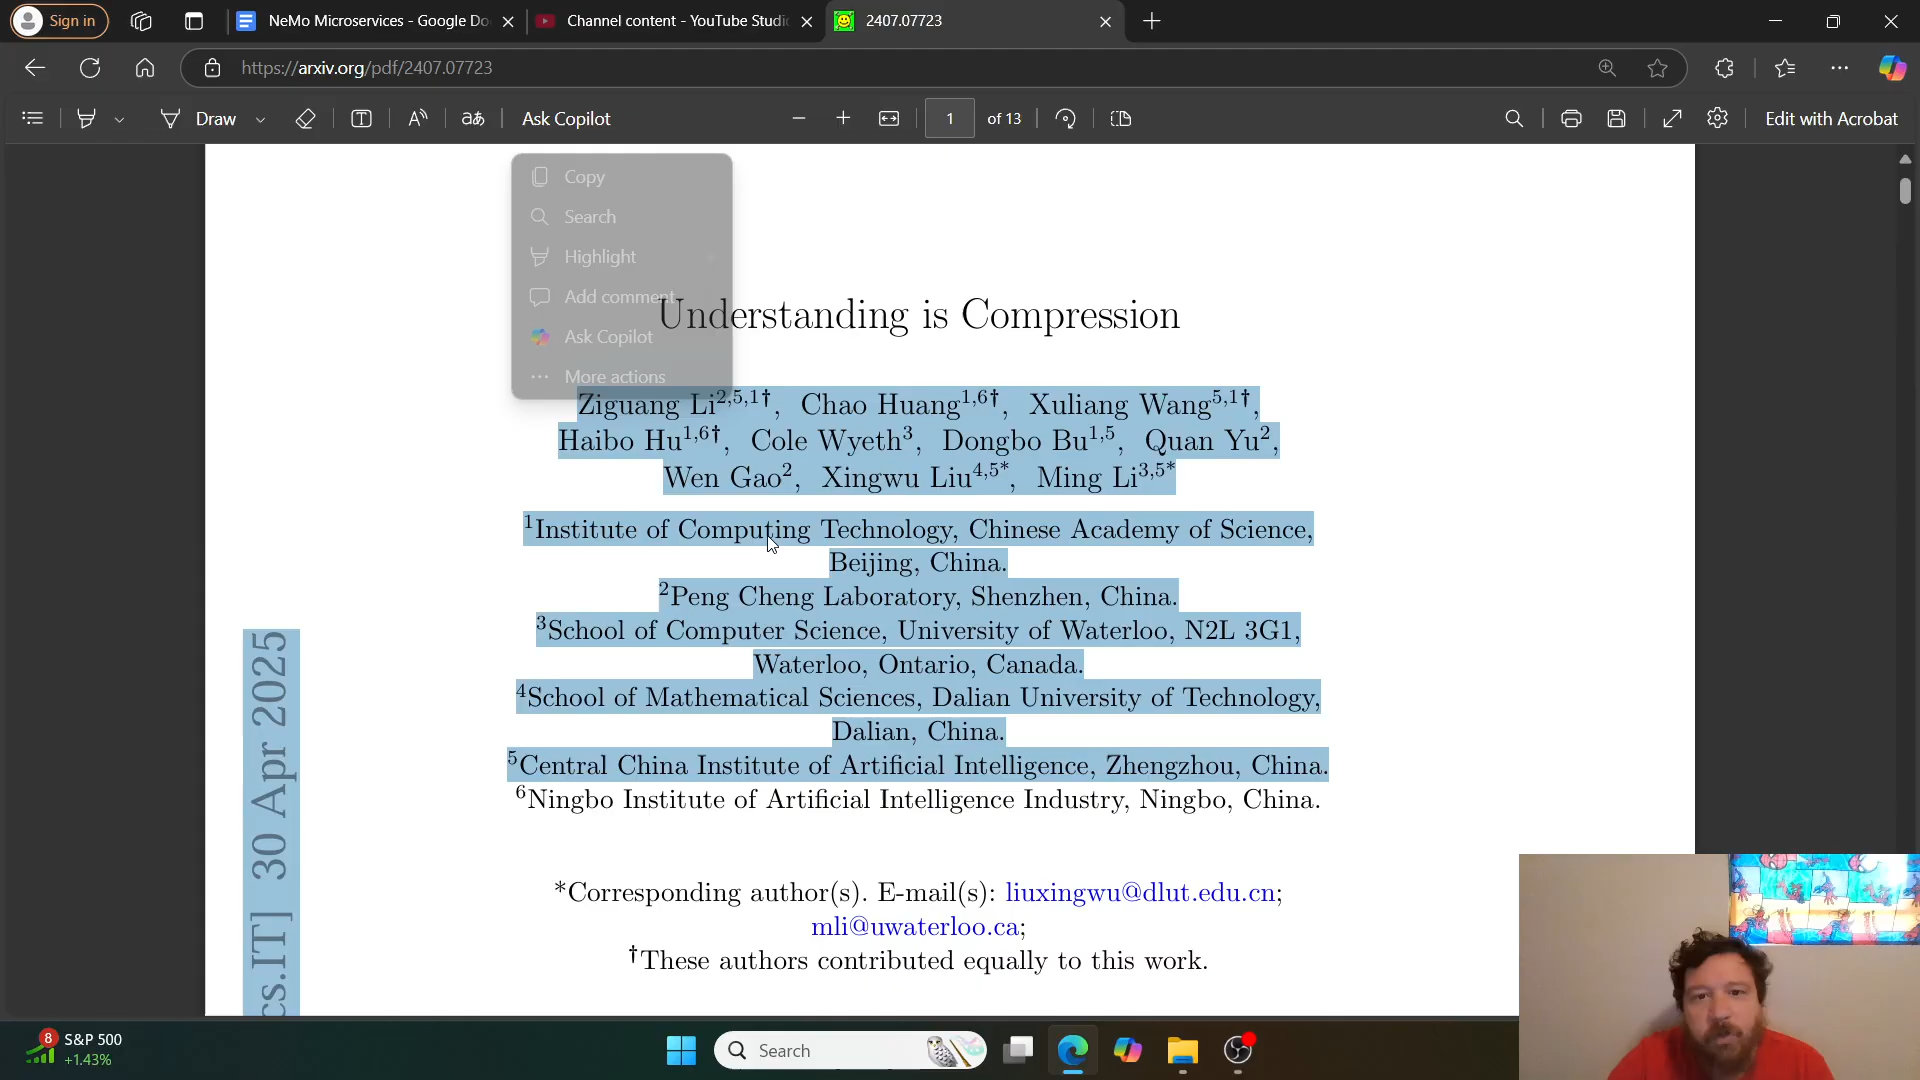 Sign in
NeMo Microservices - Google Do
Channel content - YouTube Studi
2407.07723
https://arxiv.org/pdf/2407.07723
Draw
Ask Copilot
1 of 13
Edit with Acrobat
Copy
Search
Highlight
Add comment
Ask Copilot
More actions
Understanding is Compression
Ziguang Li2,5,1†, Chao Huang1,6†, Xuliang Wang5,1†,
Haibo Hu1,6†, Cole Wyeth3, Dongbo Bu1,5, Quan Yu2,
Wen Gao2, Xingwu Liu4,5*, Ming Li3,5*
1Institute of Computing Technology, Chinese Academy of Science,
Beijing, China.
2Peng Cheng Laboratory, Shenzhen, China.
3School of Computer Science, University of Waterloo, N2L 3G1,
Waterloo, Ontario, Canada.
4School of Mathematical Sciences, Dalian University of Technology,
Dalian, China.
5Central China Institute of Artificial Intelligence, Zhengzhou, China.
6Ningbo Institute of Artificial Intelligence Industry, Ningbo, China.
*Corresponding author(s). E-mail(s): liuxingwu@dlut.edu.cn;
mli@uwaterloo.ca;
†These authors contributed equally to this work.
cs.IT] 30 Apr 2025
8
S&P 500
+1.43%
Search